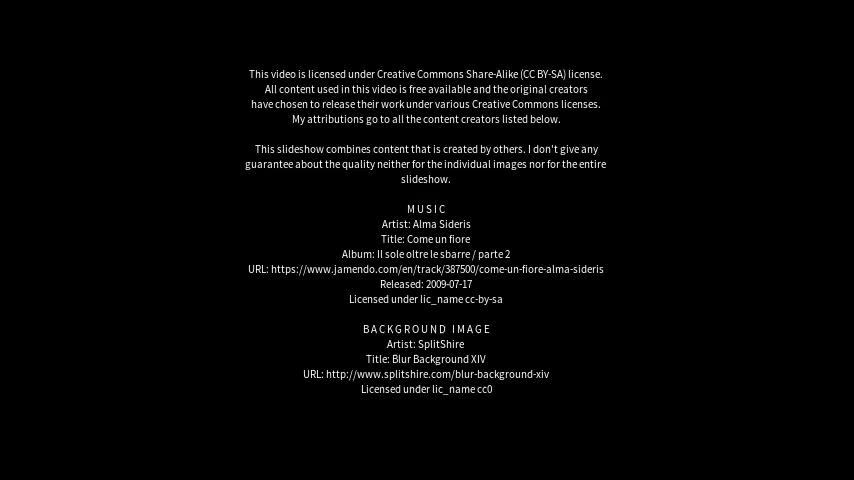 This video is licensed under Creative Commons Share-Alike (CC BY-SA) license.
All content used in this video is free available and the original creators
have chosen to release their work under various Creative Commons licenses.
My attributions go to all the content creators listed below.
This slideshow combines content that is created by others. I don't give any
guarantee about the quality neither for the individual images nor for the entire
slideshow.
MUSIC
Artist: Alma Sideris
Title: Come un fiore
Album: Il sole oltre le sbarre / parte 2
URL: https://www.jamendo.com/en/track/387500/come-un-fiore-alma-sideris
Released: 2009-07-17
Licensed under lic_name cc-by-sa
BACKGROUND IMAGE
Artist: SplitShire
Title: Blur Background XIV
URL: http://www.splitshire.com/blur-background-xiv
Licensed under lic_name cc0